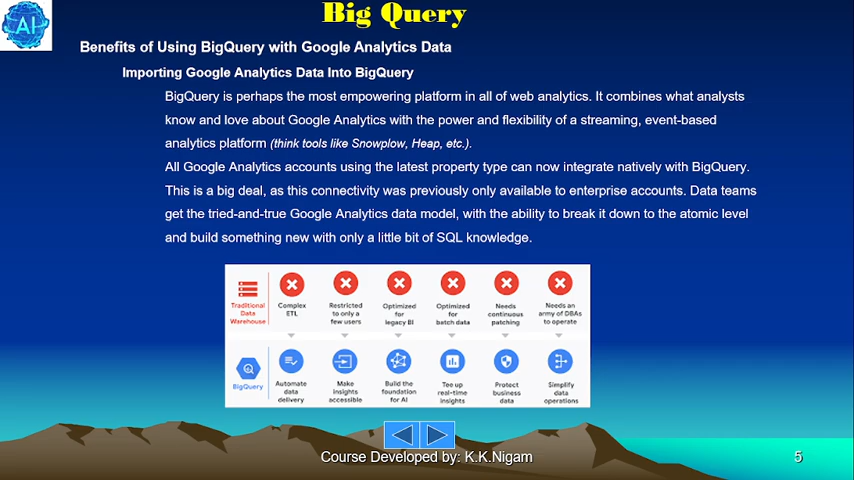 AI
Big Query
Benefits of Using BigQuery with Google Analytics Data
Importing Google Analytics Data Into BigQuery
BigQuery is perhaps the most empowering platform in all of web analytics. It combines what analysts
know and love about Google Analytics with the power and flexibility of a streaming, event-based
analytics platform (think tools like Snowplow, Heap, etc.).
All Google Analytics accounts using the latest property type can now integrate natively with BigQuery.
This is a big deal, as this connectivity was previously only available to enterprise accounts. Data teams
get the tried-and-true Google Analytics data model, with the ability to break it down to the atomic level
and build something new with only a little bit of SQL knowledge.
Traditional
Data
Warehouse
Complex
ETL
Restricted
to only a
few users
Optimized
for
legacy BI
Optimized
for
batch data
Needs
continuous
patching
Needs an
army of DBAs
to operate
BigQuery
Automate
data
delivery
Make
insights
accessible
Build the
foundation
for AI
Tee up
real-time
insights
Protect
business
data
Simplify
data
operations
Course Developed by: K.K.Nigam
5